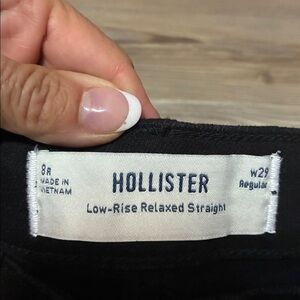 8R
MADE IN
VIETNAM
HOLLISTER
Low-Rise Relaxed Straight
W29
Regular